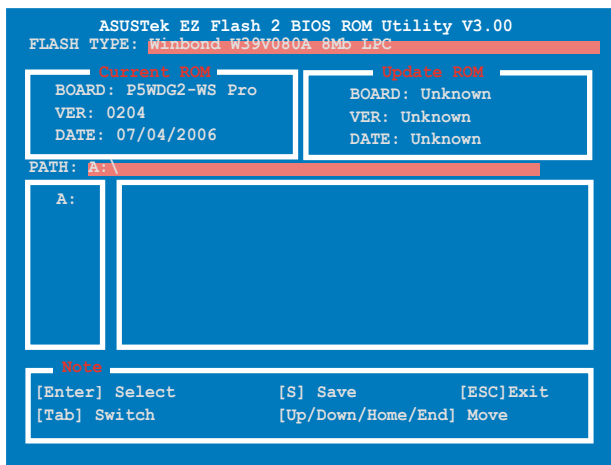 ASUSTek EZ Flash 2 BIOS ROM Utility V3.00
FLASH TYPE: Winbond W39V080A 8Mb LPC
Current ROM
BOARD: P5WDG2-WS Pro
VER: 0204
DATE: 07/04/2006
Update ROM
BOARD: Unknown
VER: Unknown
DATE: Unknown
PATH: A:\
A:
Note
[Enter] Select [S] Save [ESC]Exit
[Tab] Switch [Up/Down/Home/End] Move